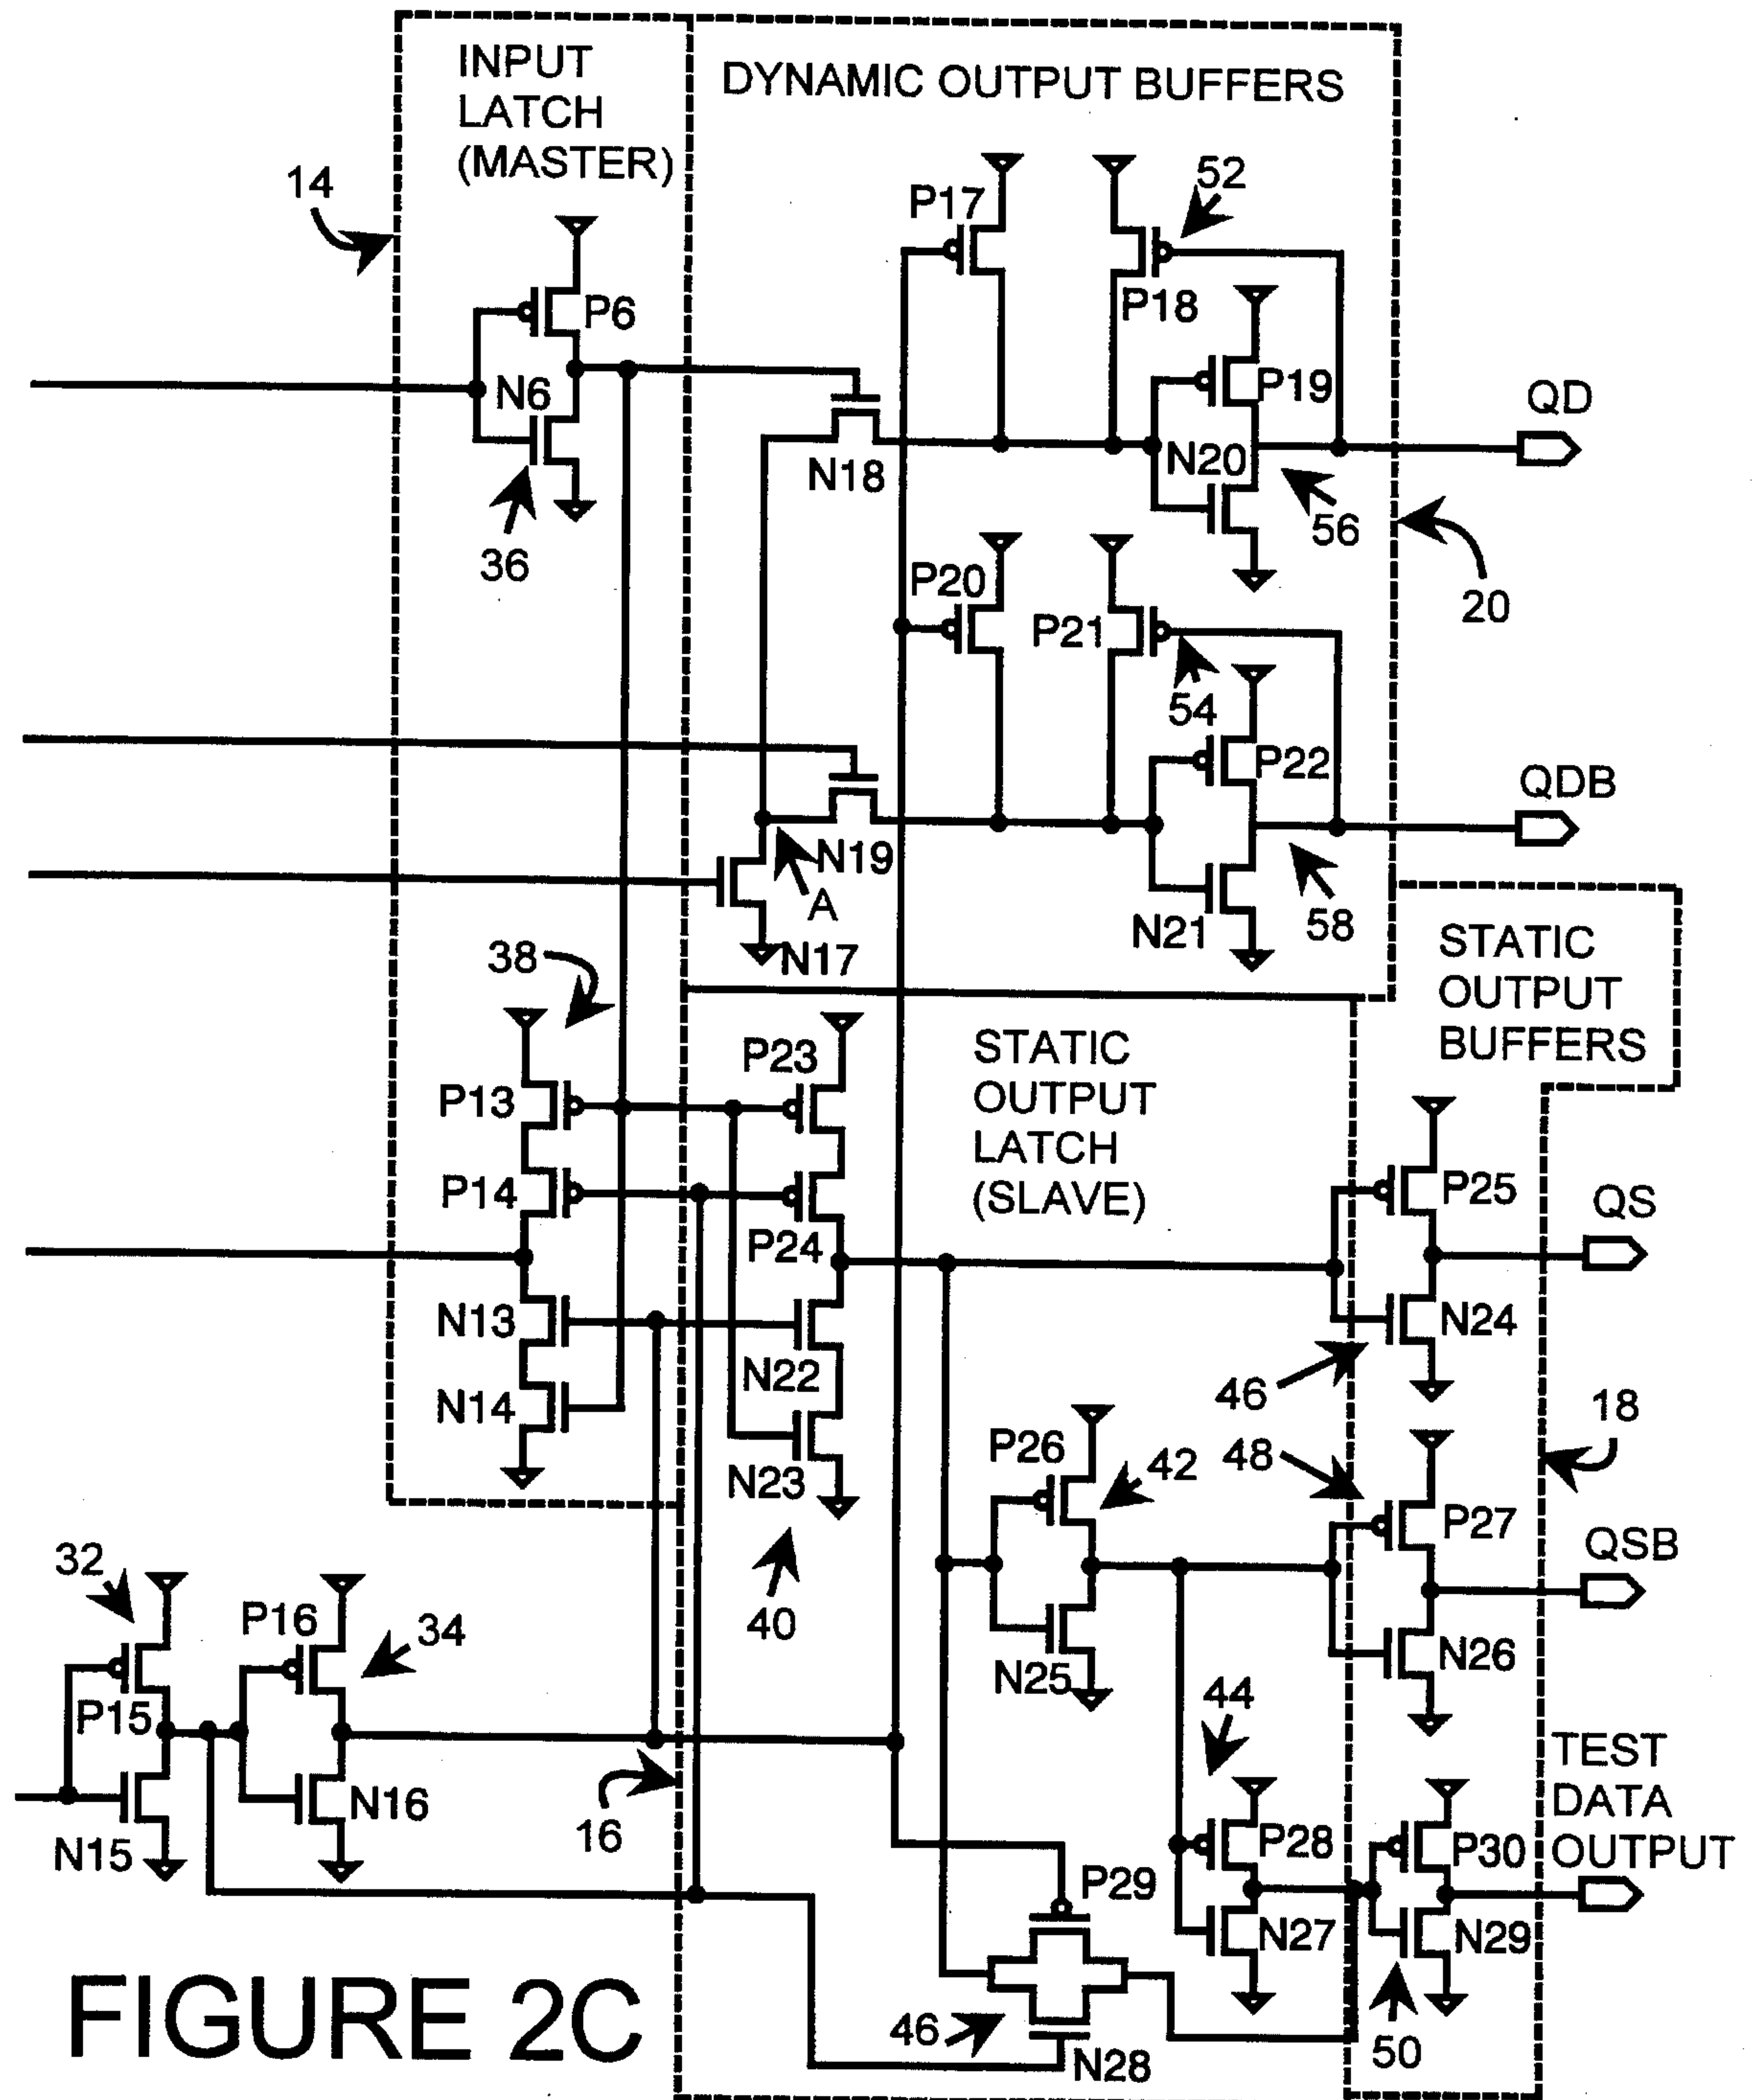 INPUT
LATCH
(MASTER)
DYNAMIC OUTPUT BUFFERS
14
P17
52
P6
P18
N6
P19
QD
N18
N20
36
56
P20
20
P21
54
P22
QDB
N19
A
N21
58
N17
38
STATIC
OUTPUT
BUFFERS
P23
STATIC
OUTPUT
LATCH
(SLAVE)
P13
P14
P24
P25
QS
N13
N24
N22
46
N14
18
P26
42
48
N23
P27
32
QSB
40
P16
34
N26
N25
44
P15
TEST
DATA
OUTPUT
N16
16
N15
P28
P30
P29
N27
N29
FIGURE 2C
46
50
N28